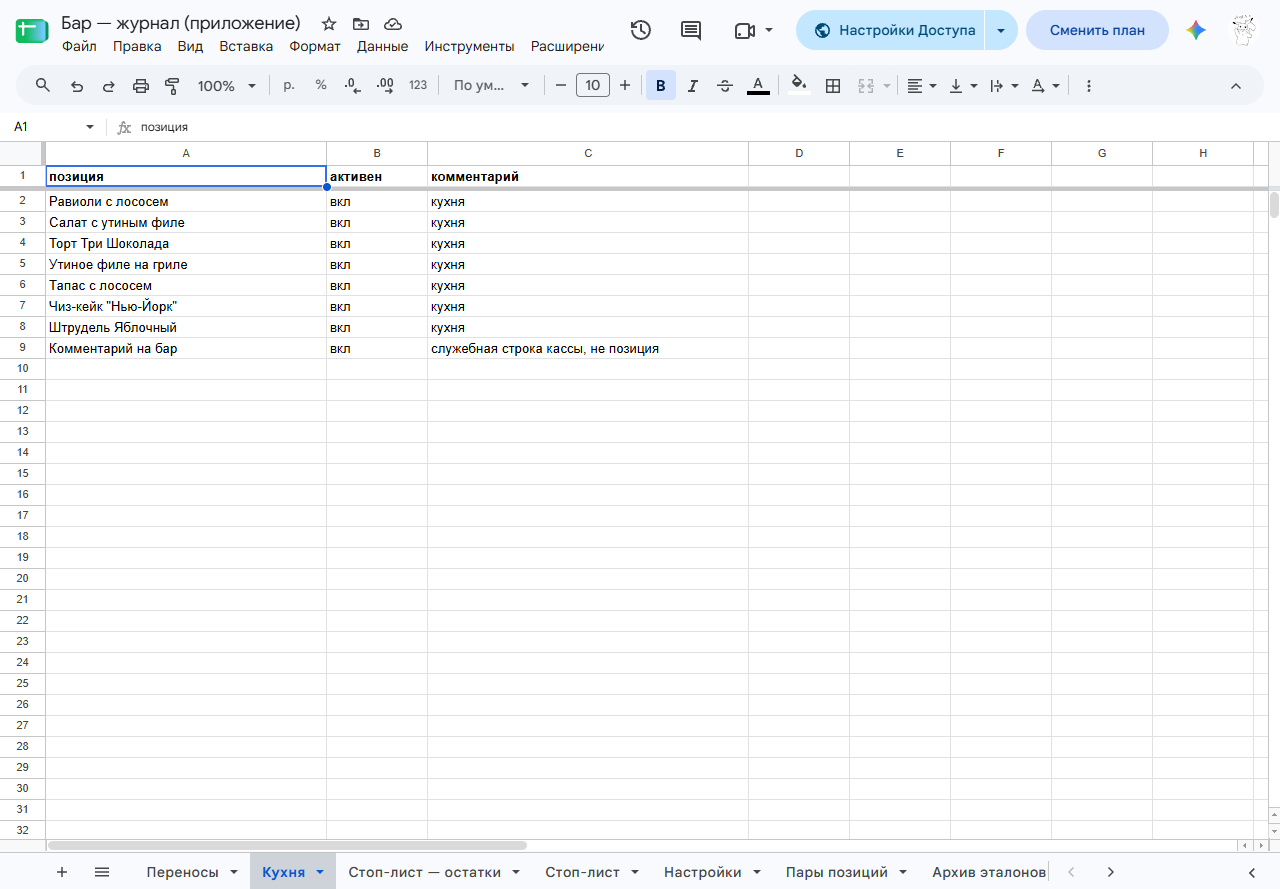 Бар — журнал (приложение)
Файл Правка Вид Вставка Формат Данные Инструменты Расширени
Настройки Доступа
Сменить план
100% р. % .0 .00 123 По ум... 10 B I A
A1 fx позиция
A B C D E F G H
1 позиция активен комментарий
2 Равиоли с лососем вкл кухня
3 Салат с утиным филе вкл кухня
4 Торт Три Шоколада вкл кухня
5 Утиное филе на гриле вкл кухня
6 Тапас с лососем вкл кухня
7 Чиз-кейк "Нью-Йорк" вкл кухня
8 Штрудель Яблочный вкл кухня
9 Комментарий на бар вкл служебная строка кассы, не позиция
10
11
12
13
14
15
16
17
18
19
20
21
22
23
24
25
26
27
28
29
30
31
32
Переносы Кухня Стоп-лист — остатки Стоп-лист Настройки Пары позиций Архив эталонов